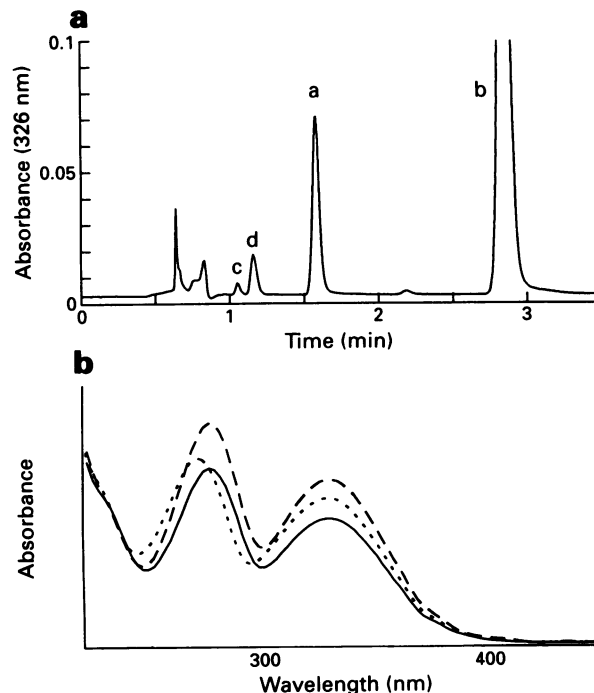 a
0.1
0.05
0
Absorbance (326 nm)
a
b
c
d
0
1
2
3
Time (min)
b
Absorbance
300
400
Wavelength (nm)